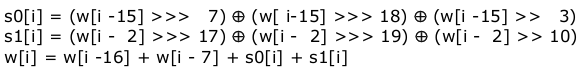 s0[i] = (w[i -15] >>>   7) ⊕ (w[ i-15] >>> 18) ⊕ (w[i -15] >>   3)
s1[i] = (w[i -  2] >>> 17) ⊕ (w[i -  2] >>> 19) ⊕ (w[i -  2] >> 10)
w[i] = w[i -16] + w[i - 7] + s0[i] + s1[i]